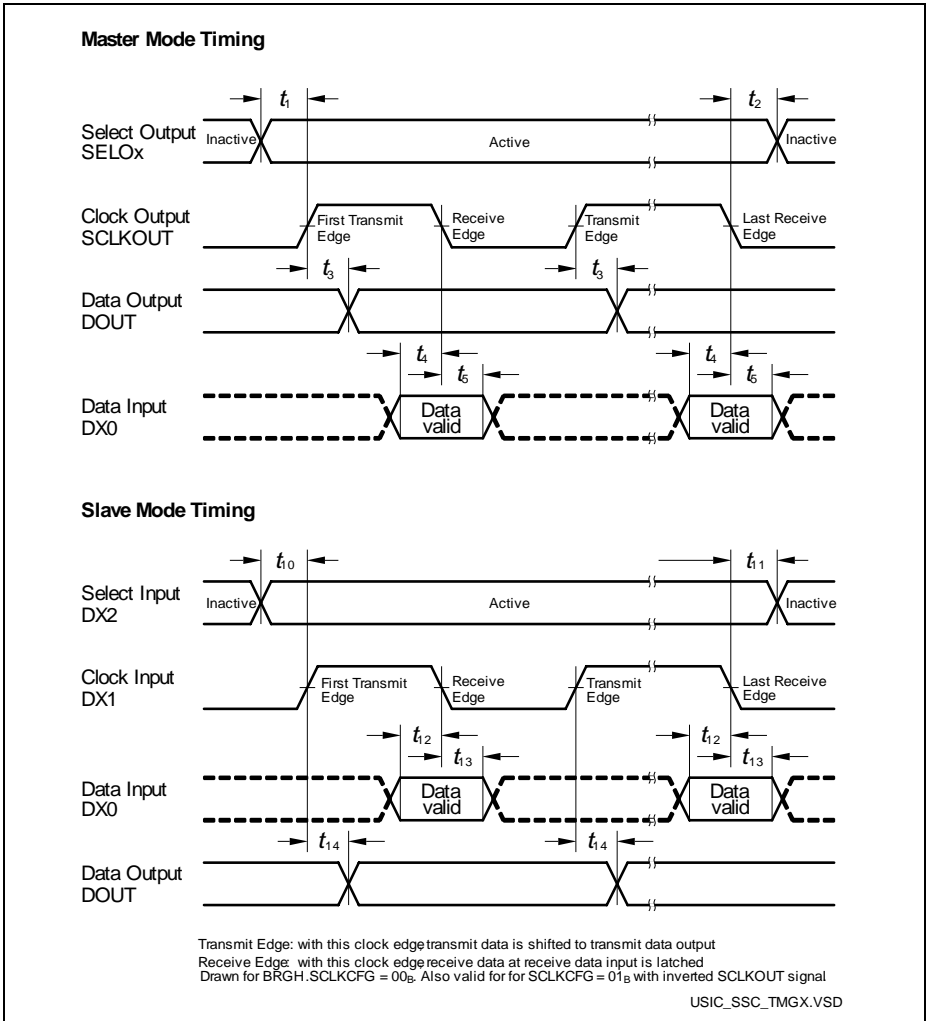 Master Mode Timing
t1
t2
Select Output
SELOx
Inactive
Active
Inactive
Clock Output
SCLKOUT
First Transmit
Edge
Receive
Edge
Transmit
Edge
Last Receive
Edge
t3
t3
Data Output
DOUT
t4
t5
t4
t5
Data Input
DX0
Data
valid
Data
valid
Slave Mode Timing
t10
t11
Select Input
DX2
Inactive
Active
Inactive
Clock Input
DX1
First Transmit
Edge
Receive
Edge
Transmit
Edge
Last Receive
Edge
t12
t13
t12
t13
Data Input
DX0
Data
valid
Data
valid
t14
t14
Data Output
DOUT
Transmit Edge: with this clock edge, transmit data is shifted to transmit data output
Receive Edge: with this clock edge, receive data at receive data input is latched
Drawn for BRGH.SCLKCFG = 00B. Also valid for for SCLKCFG = 01B with inverted SCLKOUT signal.
USIC_SSC_TMGX.VSD